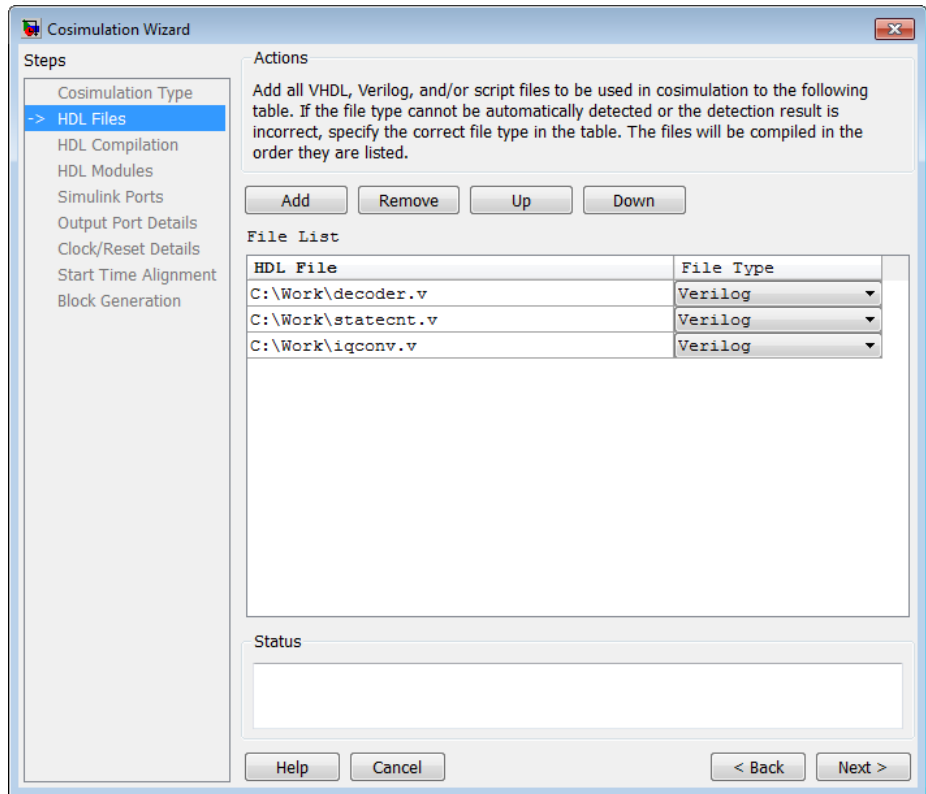 Cosimulation Wizard
Steps
Cosimulation Type
-> HDL Files
HDL Compilation
HDL Modules
Simulink Ports
Output Port Details
Clock/Reset Details
Start Time Alignment
Block Generation
Actions
Add all VHDL, Verilog, and/or script files to be used in cosimulation to the following
table. If the file type cannot be automatically detected or the detection result is
incorrect, specify the correct file type in the table. The files will be compiled in the
order they are listed.
Add Remove Up Down
File List
HDL File File Type
C:\Work\decoder.v Verilog
C:\Work\statecnt.v Verilog
C:\Work\iqconv.v Verilog
Status
Help Cancel < Back Next >